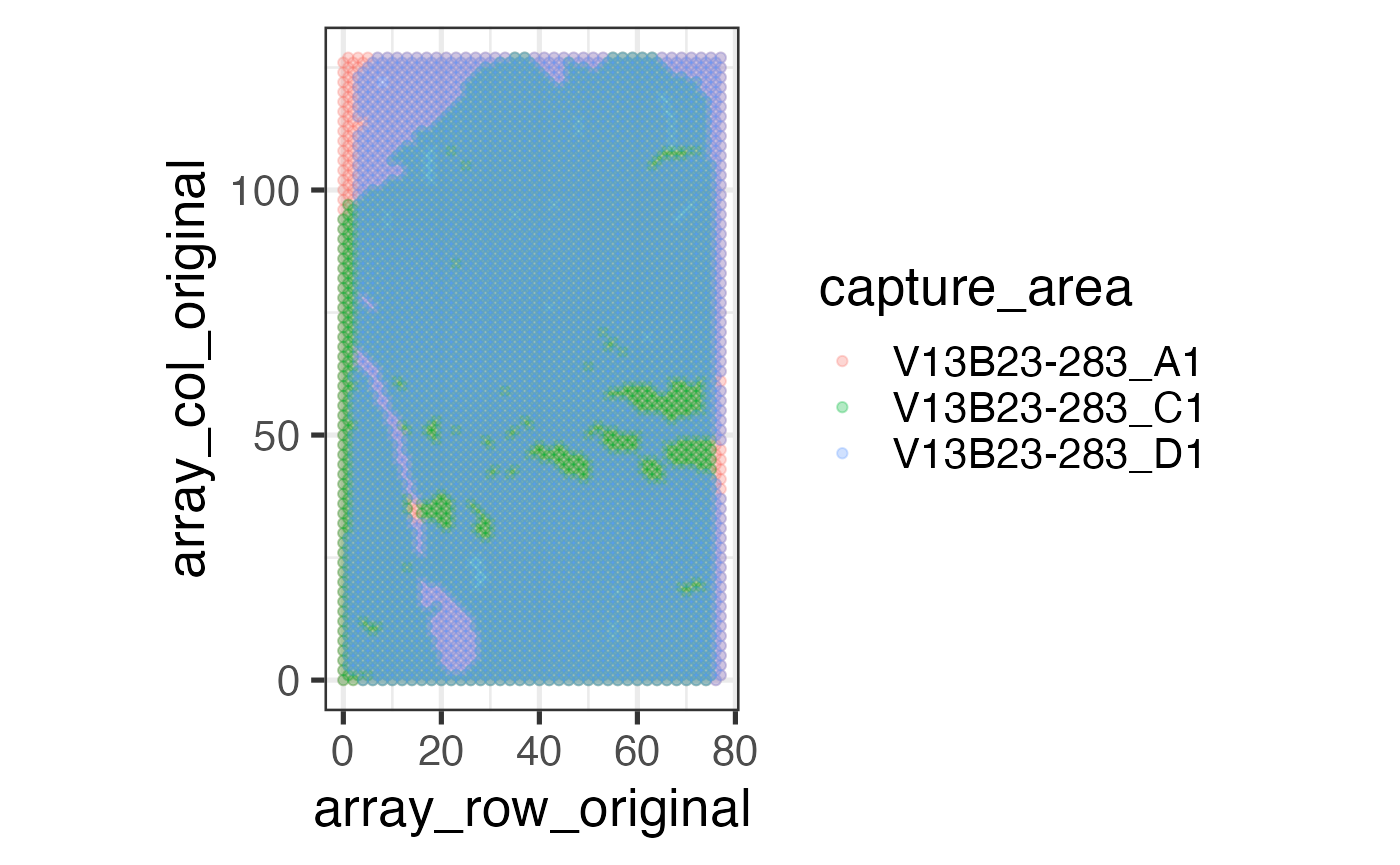 100
50
0
0 20 40 60 80
array_row_original
array_col_original
capture_area
V13B23-283_A1
V13B23-283_C1
V13B23-283_D1